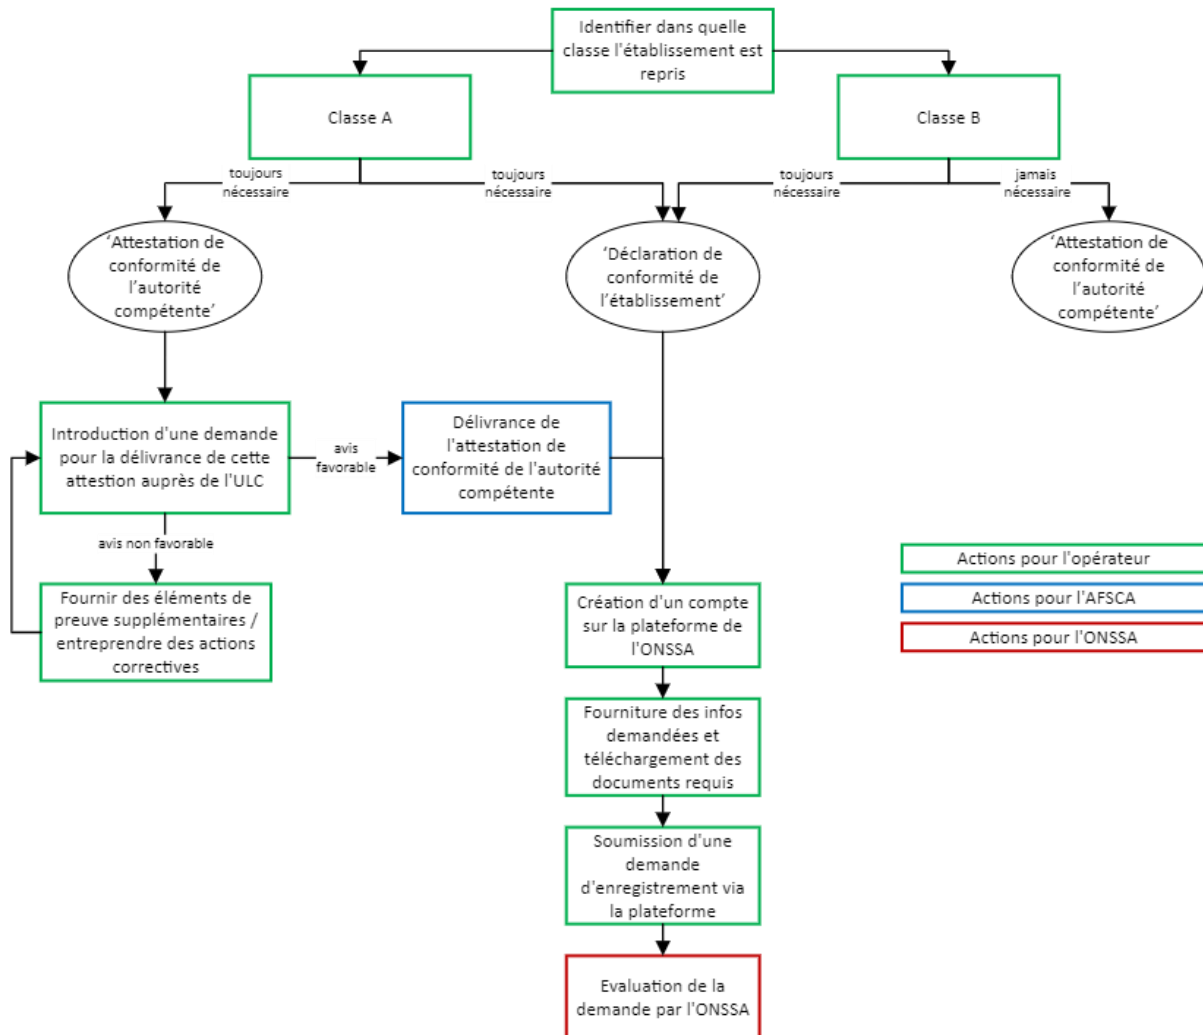 Identifier dans quelle
classe l'établissement est
repris
Classe A
Classe B
toujours
nécessaire
toujours
nécessaire
toujours
nécessaire
jamais
nécessaire
‘Attestation de
conformité de
l’autorité
compétente’
‘Déclaration de
conformité de
l’établissement’
‘Attestation de
conformité de
l’autorité
compétente’
Introduction d'une demande
pour la délivrance de cette
attestion auprès de l'ULC
avis
favorable
Délivrance de
l'attestation de
conformité de l'autorité
compétente
avis non favorable
Fournir des éléments de
preuve supplémentaires /
entreprendre des actions
correctives
Création d'un compte
sur la plateforme de
l'ONSSA
Actions pour l'opérateur
Actions pour l'AFSCA
Actions pour l'ONSSA
Fourniture des infos
demandées et
téléchargement des
documents requis
Soumission d'une
demande
d'enregistrement via
la plateforme
Evaluation de la
demande par l'ONSSA